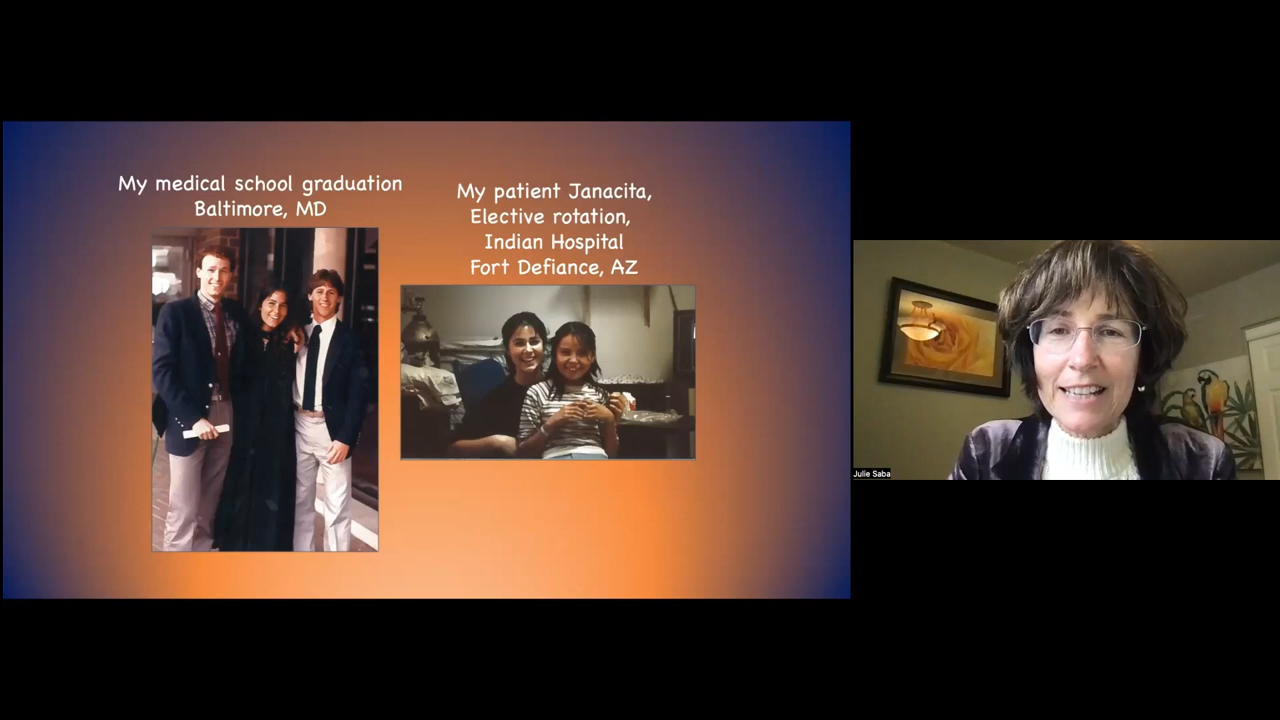 My medical school graduation
Baltimore, MD
My patient Janacita,
Elective rotation,
Indian Hospital
Fort Defiance, AZ
Julie Saba